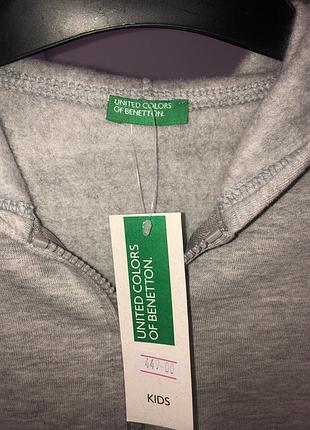 UNITED COLORS
OF BENETTON.
UNITED COLORS
OF BENETTON.
449-00
KIDS